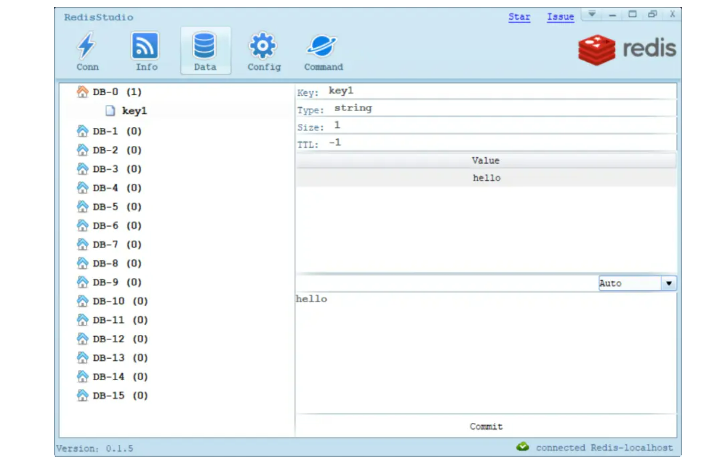 RedisStudio
Star Issue
Conn Info Data Config Command
redis
DB-0 (1)
key1
DB-1 (0)
DB-2 (0)
DB-3 (0)
DB-4 (0)
DB-5 (0)
DB-6 (0)
DB-7 (0)
DB-8 (0)
DB-9 (0)
DB-10 (0)
DB-11 (0)
DB-12 (0)
DB-13 (0)
DB-14 (0)
DB-15 (0)
Key: key1
Type: string
Size: 1
TTL: -1
Value
hello
Auto
hello
Commit
Version: 0.1.5
connected Redis-localhost